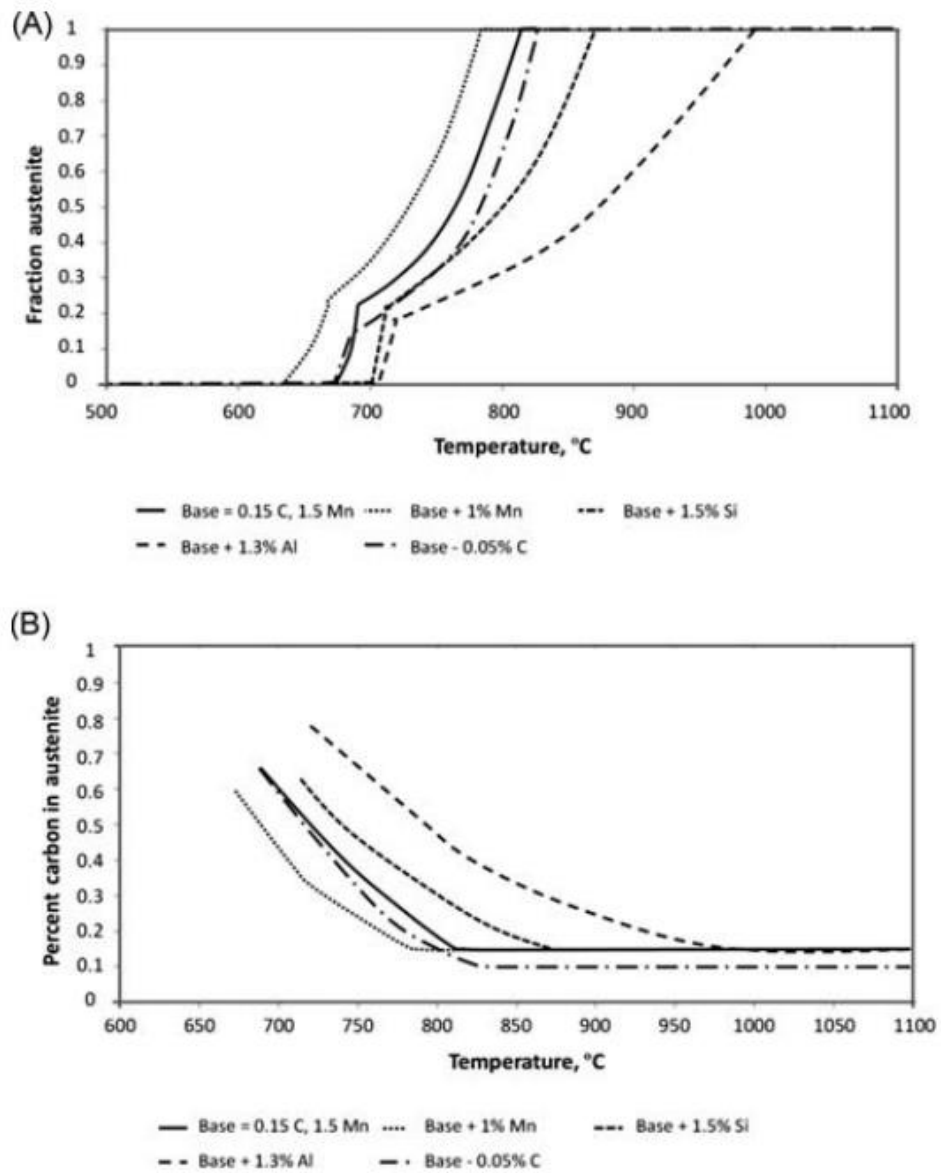 (A)
1
0.9
0.8
0.7
0.6
0.5
0.4
0.3
0.2
0.1
0
Fraction austenite
500 600 700 800 900 1000 1100
Temperature, °C
Base = 0.15 C, 1.5 Mn Base + 1% Mn Base + 1.5% Si
Base + 1.3% Al Base - 0.05% C
(B)
1
0.9
0.8
0.7
0.6
0.5
0.4
0.3
0.2
0.1
0
Percent carbon in austenite
600 650 700 750 800 850 900 950 1000 1050 1100
Temperature, °C
Base = 0.15 C, 1.5 Mn Base + 1% Mn Base + 1.5% Si
Base + 1.3% Al Base - 0.05% C